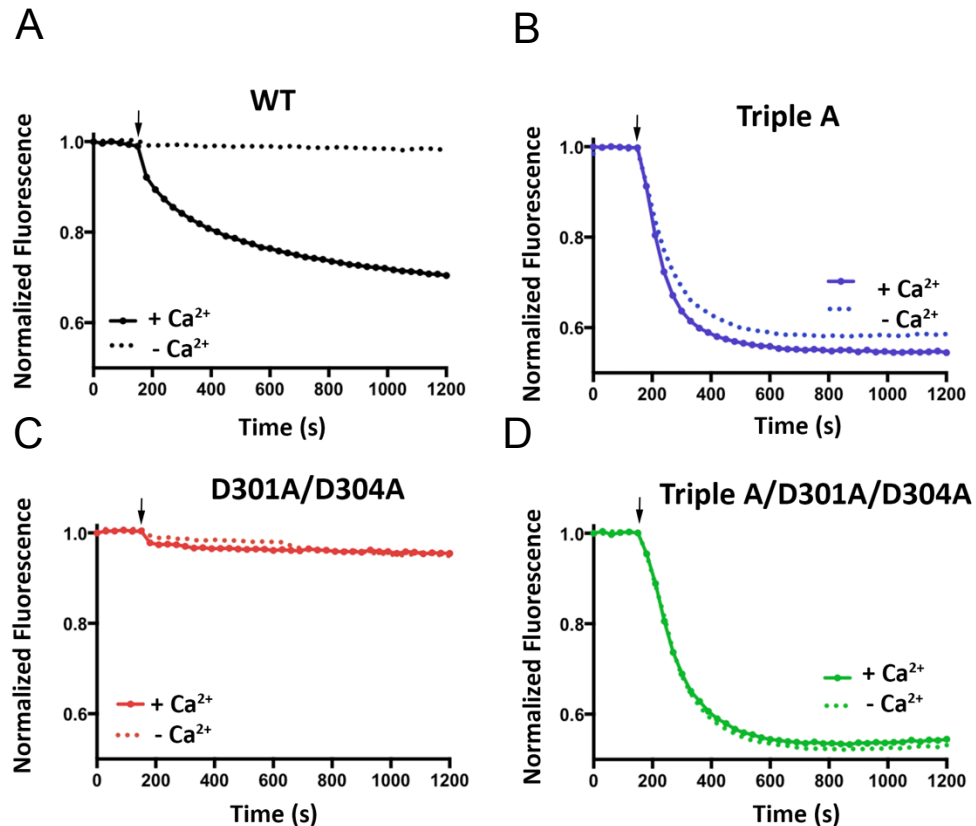 A
WT
Normalized Fluorescence
1.0
0.8
0.6
+ Ca²⁺
- Ca²⁺
0 200 400 600 800 1000 1200
Time (s)
B
Triple A
Normalized Fluorescence
1.0
0.8
0.6
+ Ca²⁺
- Ca²⁺
0 200 400 600 800 1000 1200
Time (s)
C
D301A/D304A
Normalized Fluorescence
1.0
0.8
0.6
+ Ca²⁺
- Ca²⁺
0 200 400 600 800 1000 1200
Time (s)
D
Triple A/D301A/D304A
Normalized Fluorescence
1.0
0.8
0.6
+ Ca²⁺
- Ca²⁺
0 200 400 600 800 1000 1200
Time (s)